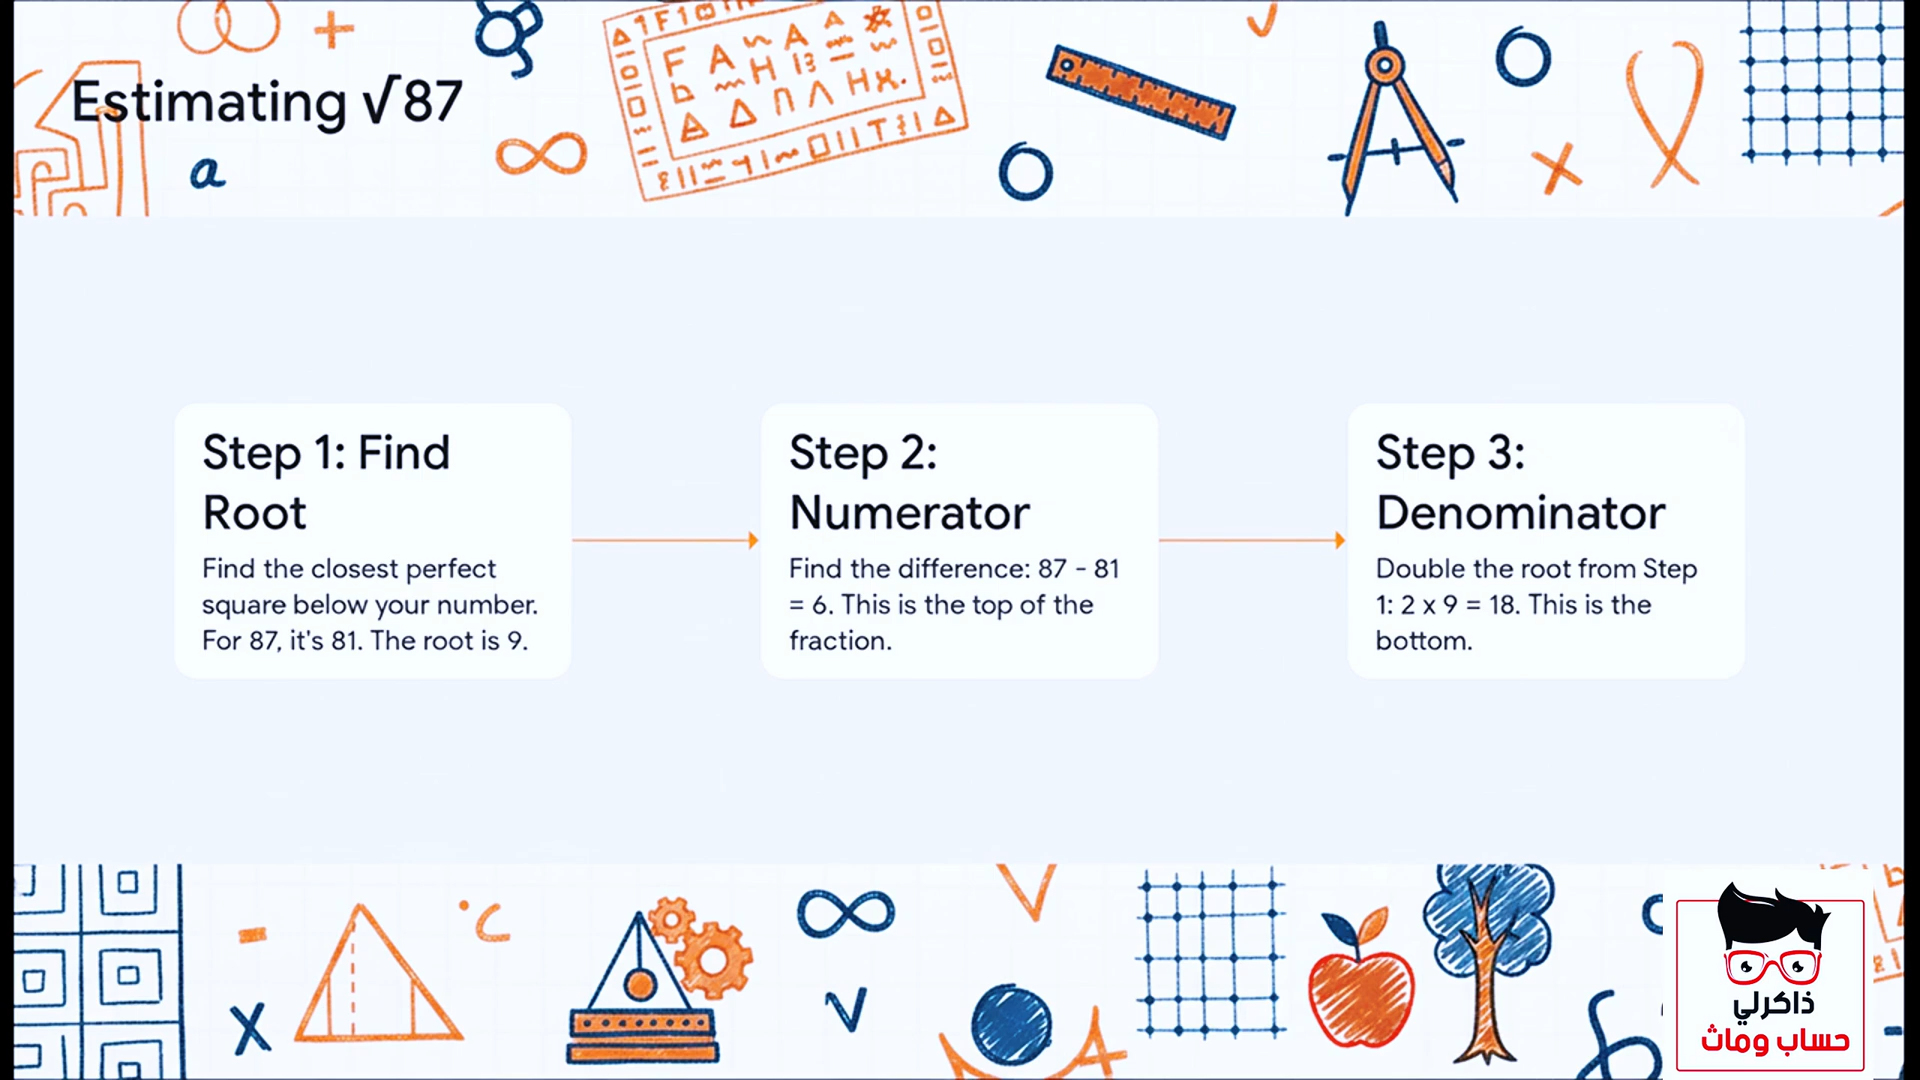 Estimating √87
a
Step 1: Find
Root
Find the closest perfect
square below your number.
For 87, it's 81. The root is 9.
Step 2:
Numerator
Find the difference: 87 - 81
= 6. This is the top of the
fraction.
Step 3:
Denominator
Double the root from Step
1: 2 x 9 = 18. This is the
bottom.
°C
x
ذاكرلي
حساب وماث